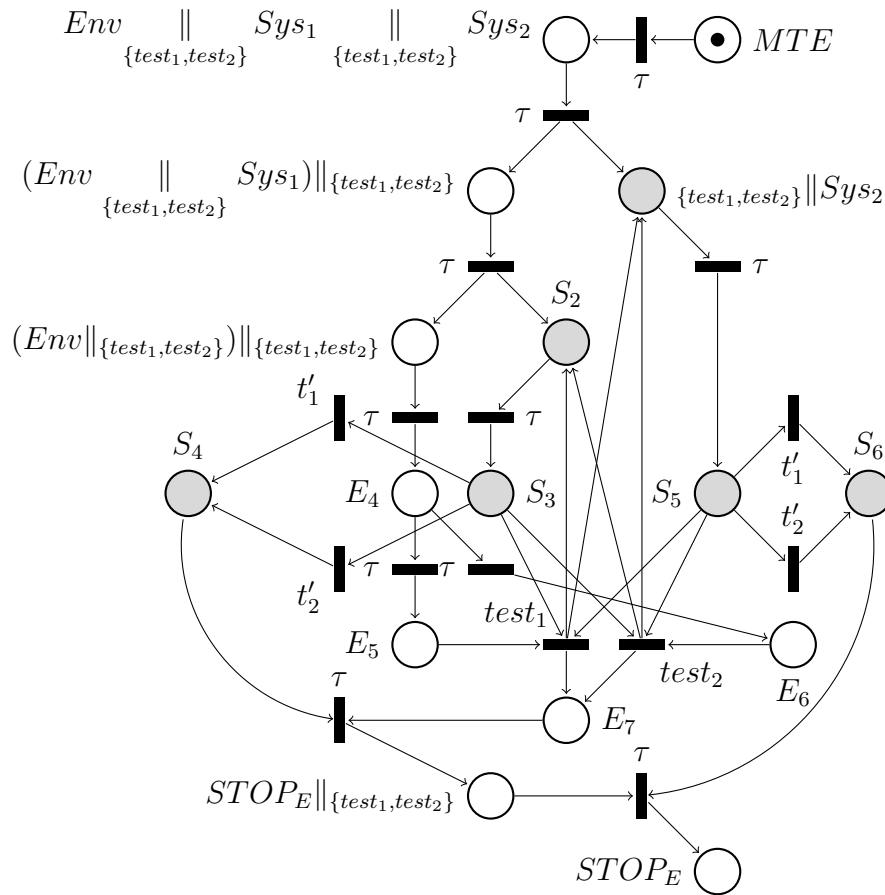 Env ∥{test₁,test₂} Sys₁ ∥{test₁,test₂} Sys₂
MTE
τ
τ
(Env ∥{test₁,test₂} Sys₁)∥{test₁,test₂}
{test₁,test₂}∥Sys₂
τ
τ
S₂
(Env∥{test₁,test₂})∥{test₁,test₂}
t′₁
τ
τ
S₄
S₆
E₄
S₃
S₅
t′₁
t′₂
t′₂
τ
τ
test₁
E₅
test₂
E₆
τ
E₇
τ
STOP_E∥{test₁,test₂}
STOP_E